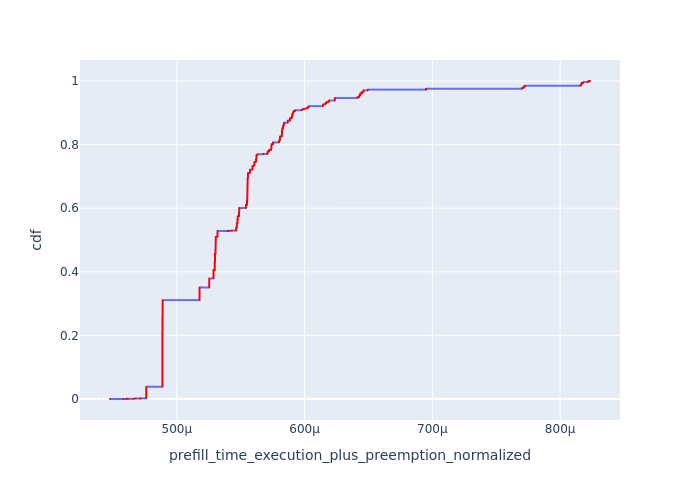 1
0.8
0.6
0.4
0.2
0
cdf
500μ
600μ
700μ
800μ
prefill_time_execution_plus_preemption_normalized